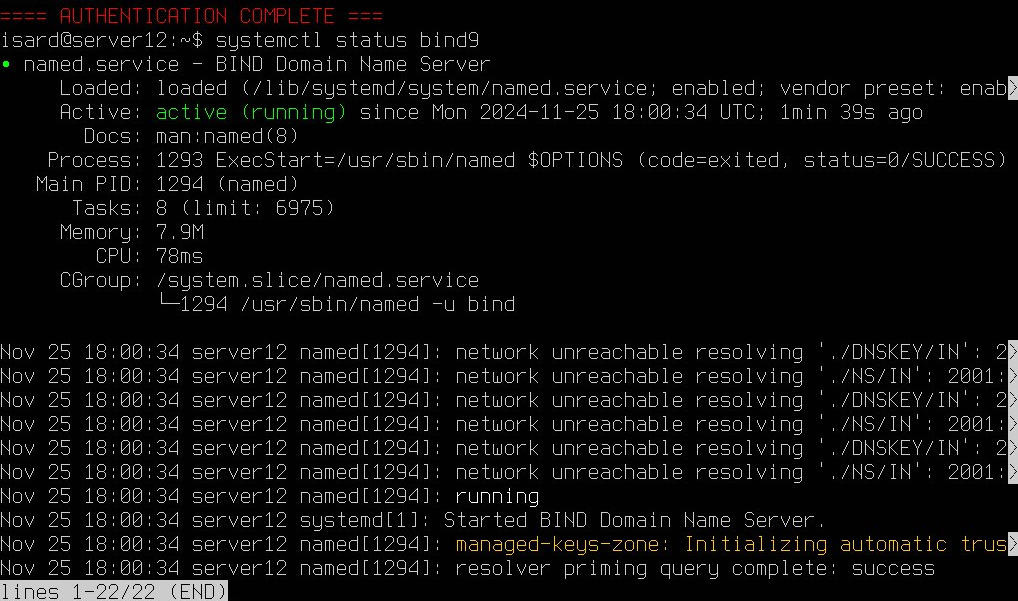 ==== AUTHENTICATION COMPLETE ===
isard@server12:~$ systemctl status bind9
● named.service - BIND Domain Name Server
     Loaded: loaded (/lib/systemd/system/named.service; enabled; vendor preset: enab>
     Active: active (running) since Mon 2024-11-25 18:00:34 UTC; 1min 39s ago
       Docs: man:named(8)
    Process: 1293 ExecStart=/usr/sbin/named $OPTIONS (code=exited, status=0/SUCCESS)
   Main PID: 1294 (named)
      Tasks: 8 (limit: 6975)
     Memory: 7.9M
        CPU: 78ms
     CGroup: /system.slice/named.service
             └─1294 /usr/sbin/named -u bind

Nov 25 18:00:34 server12 named[1294]: network unreachable resolving './DNSKEY/IN': 2>
Nov 25 18:00:34 server12 named[1294]: network unreachable resolving './NS/IN': 2001:>
Nov 25 18:00:34 server12 named[1294]: network unreachable resolving './DNSKEY/IN': 2>
Nov 25 18:00:34 server12 named[1294]: network unreachable resolving './NS/IN': 2001:>
Nov 25 18:00:34 server12 named[1294]: network unreachable resolving './DNSKEY/IN': 2>
Nov 25 18:00:34 server12 named[1294]: network unreachable resolving './NS/IN': 2001:>
Nov 25 18:00:34 server12 named[1294]: running
Nov 25 18:00:34 server12 systemd[1]: Started BIND Domain Name Server.
Nov 25 18:00:34 server12 named[1294]: managed-keys-zone: Initializing automatic trus>
Nov 25 18:00:34 server12 named[1294]: resolver priming query complete: success
lines 1-22/22 (END)